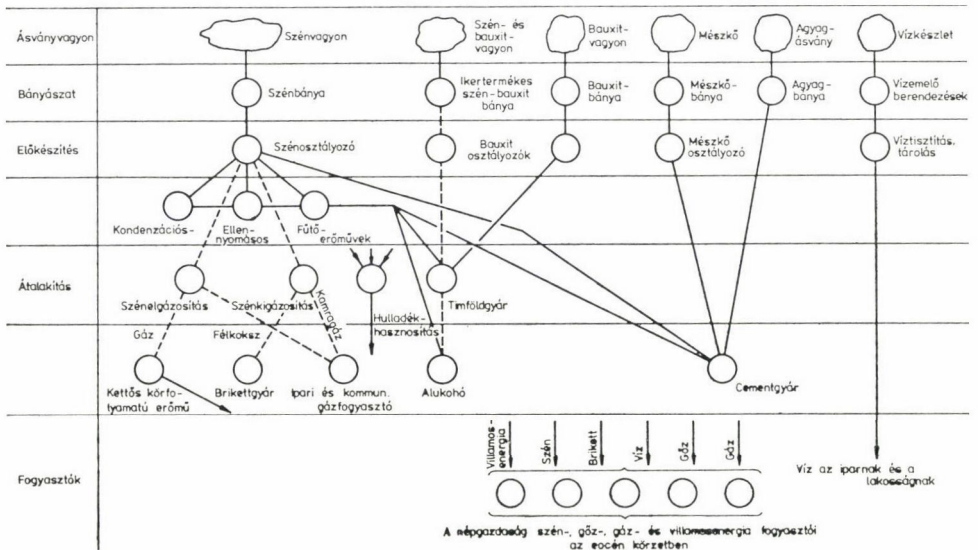 Ásványvagyon
Szénvagyon
Szén- és
bauxit-
vagyon
Bauxit-
vagyon
Mészkő
Agyag-
ásvány
Vízkészlet
Bányászat
Szénbánya
Ikertermékes
szén-bauxit
bánya
Bauxit-
bánya
Mészkő-
bánya
Agyag-
bánya
Vízemelő
berendezések
Előkészítés
Szénosztályozó
Bauxit
osztályozók
Mészkő
osztályozó
Víztisztítás,
tárolás
Kondenzációs-
Ellen-
nyomásos
Fűtő-
erőművek
Átalakítás
Szénelgázosítás
Szénkigázosítás
Kamragáz
Timföldgyár
Hulladék-
hasznosítás
Gáz
Félkoksz
Kettős körfo-
lyamatú erőmű
Brikettgyár
Ipari és kommun.
gázfogyasztó
Alukohó
Cementgyár
Fogyasztók
Villamos-
energia
Szén
Brikett
Víz
Gőz
Gáz
Víz az iparnak és a
lakosságnak
A népgazdaság szén-, gőz-, gáz- és villamosenergia fogyasztói
az eocén körzetben